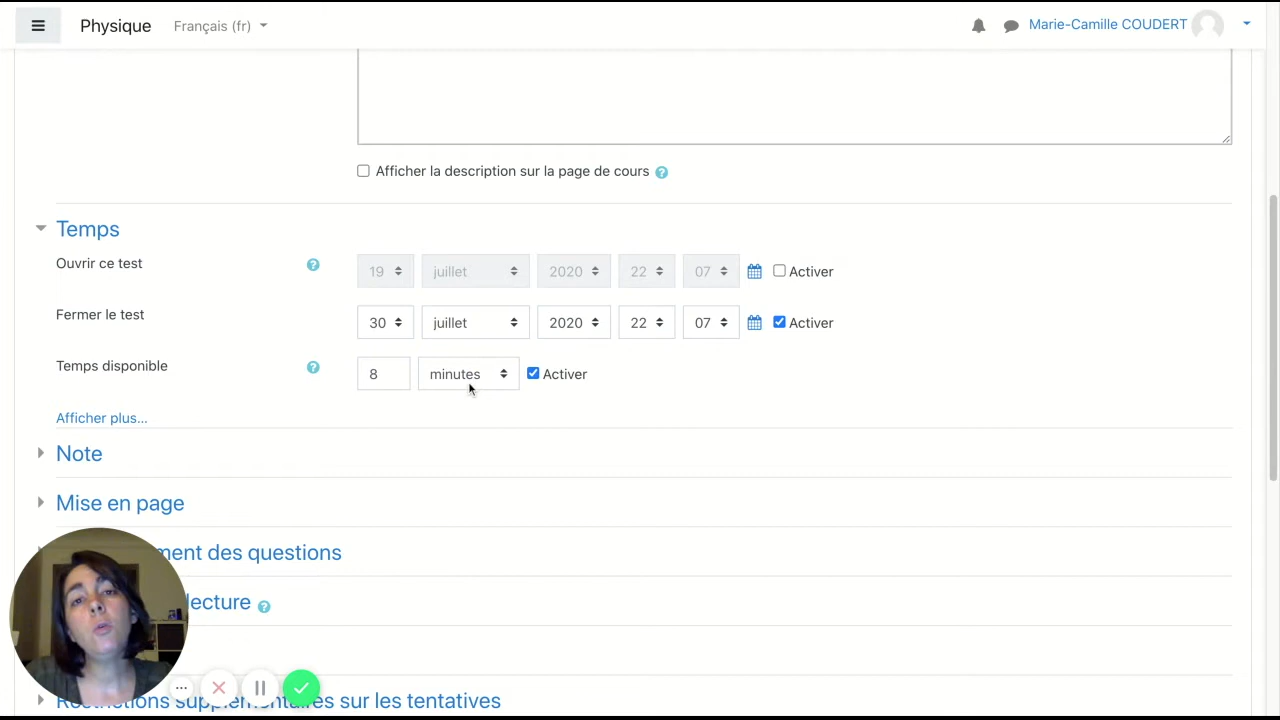 Physique Français (fr) Marie-Camille COUDERT
Afficher la description sur la page de cours ?
Temps
Ouvrir ce test ? 19 juillet 2020 22 07 Activer
Fermer le test 30 juillet 2020 22 07 Activer
Temps disponible ? 8 minutes Activer
Afficher plus...
Note
Mise en page
ment des questions
lecture ?
Restrictions supplémentaires sur les tentatives